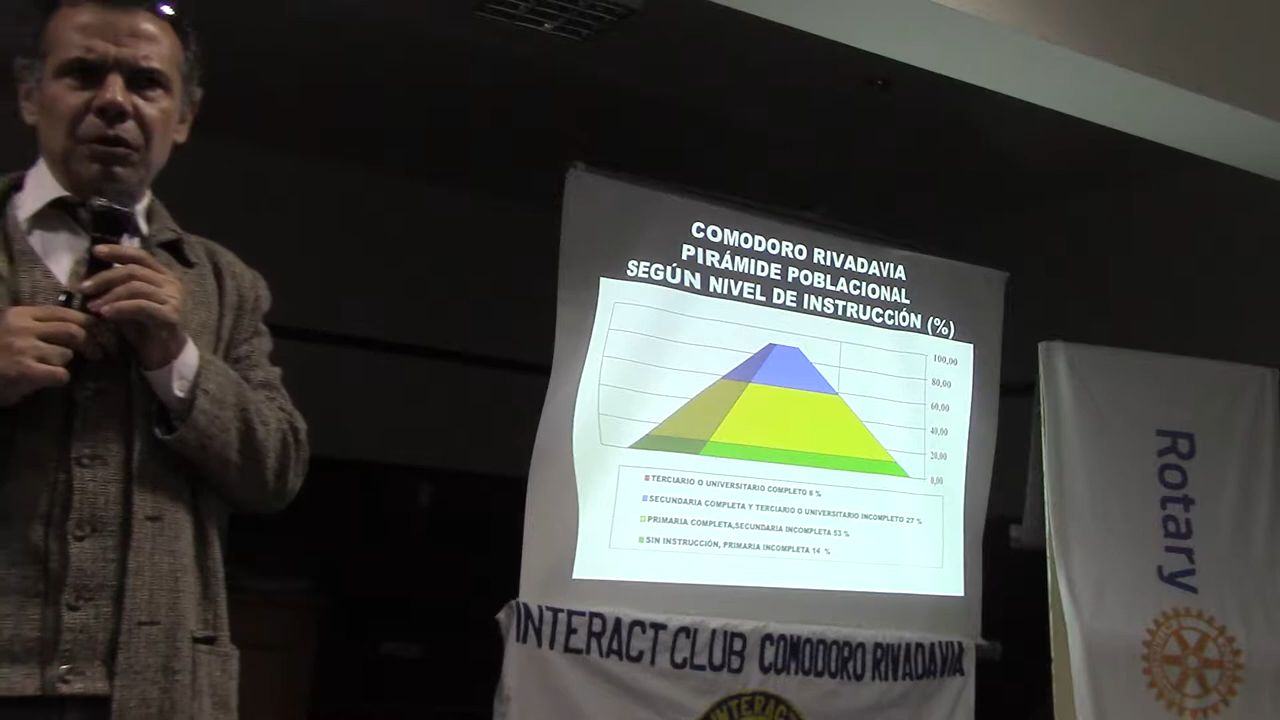 COMODORO RIVADAVIA
PIRÁMIDE POBLACIONAL
SEGÚN NIVEL DE INSTRUCCIÓN (%)
100,00
80,00
60,00
40,00
20,00
0,00
TERCIARIO O UNIVERSITARIO COMPLETO 6 %
SECUNDARIA COMPLETA Y TERCIARIO O UNIVERSITARIO INCOMPLETO 27 %
PRIMARIA COMPLETA,SECUNDARIA INCOMPLETA 53 %
SIN INSTRUCCIÓN, PRIMARIA INCOMPLETA 14 %
INTERACT CLUB COMODORO RIVADAVIA
INTERACT
Rotary